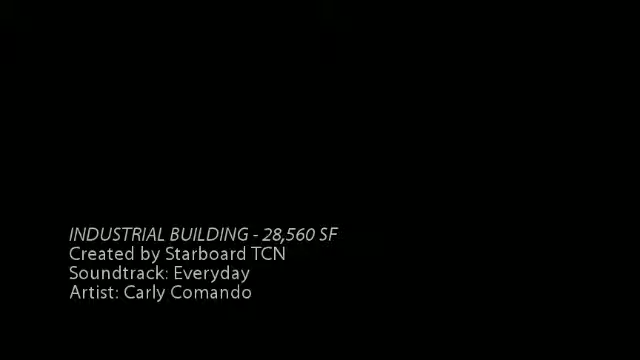 INDUSTRIAL BUILDING - 28,560 SF
Created by Starboard TCN
Soundtrack: Everyday
Artist: Carly Comando